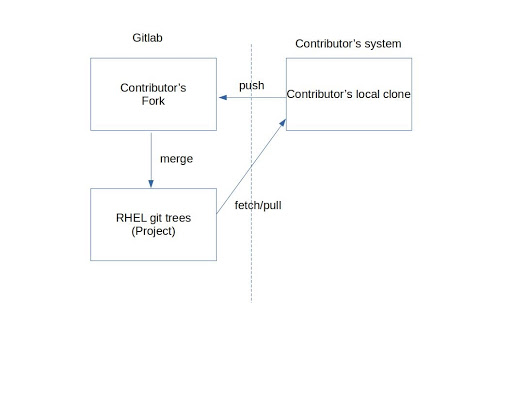 Gitlab
Contributor's system
Contributor's
Fork
push
Contributor's local clone
merge
RHEL git trees
(Project)
fetch/pull